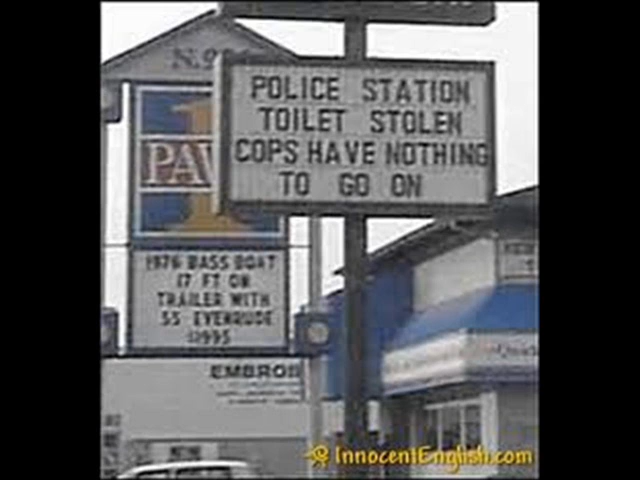 POLICE STATION
TOILET STOLEN
COPS HAVE NOTHING
TO GO ON
1
PAW
1976 BASS BOAT
17 FT ON
TRAILER WITH
55 EVENRUDE
$1995
EMBROI
InnocentEnglish.com